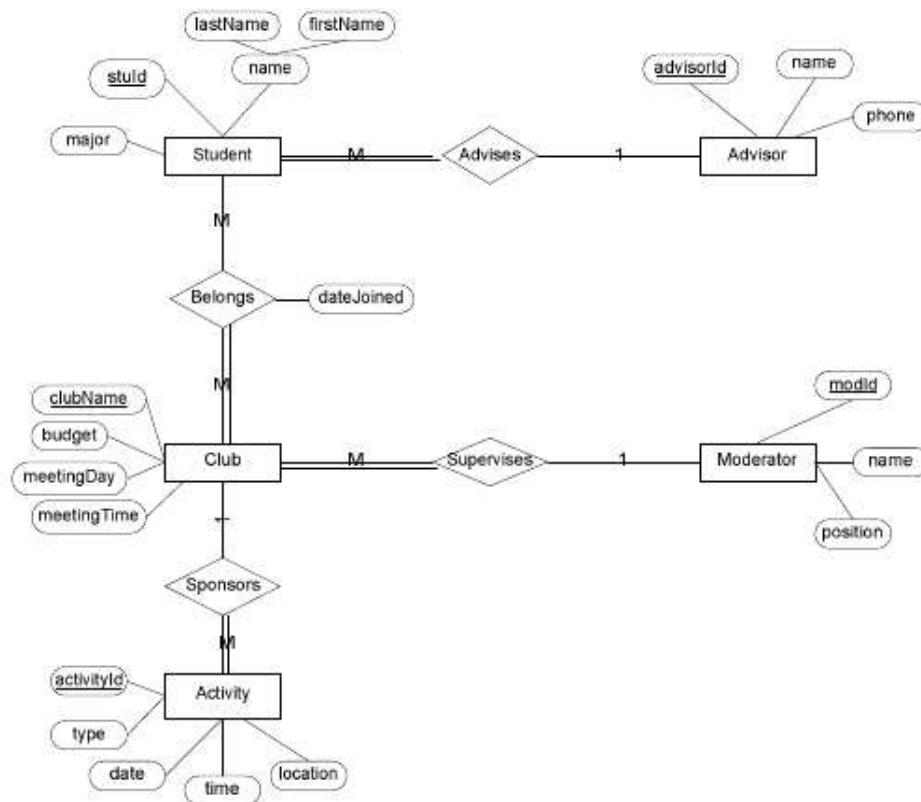 lastName firstName
stuId name
major Student
M Advises 1
advisorId name
phone
Advisor
M
Belongs dateJoined
M
clubName
budget
meetingDay
meetingTime
Club M Supervises 1 Moderator
modId
name
position
1
Sponsors
M
activityId Activity
type
date time location